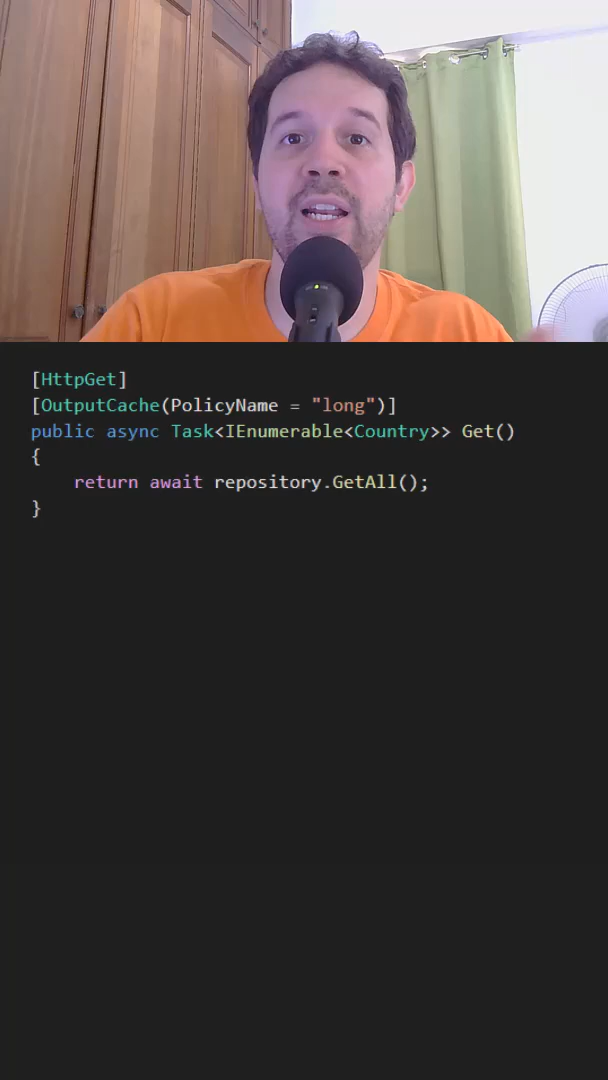 [HttpGet]
[OutputCache(PolicyName = "long")]
public async Task<IEnumerable<Country>> Get()
{
    return await repository.GetAll();
}